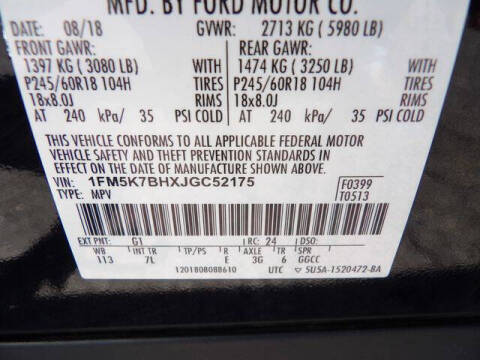 MFD. BY FORD MOTOR CO.
DATE: 08/18 GVWR: 2713 KG ( 5980 LB)
FRONT GAWR: REAR GAWR:
1397 KG ( 3080 LB) WITH 1474 KG ( 3250 LB) WITH
P245/60R18 104H TIRES P245/60R18 104H TIRES
18x8.0J RIMS 18x8.0J RIMS
AT 240 kPa/ 35 PSI COLD AT 240 kPa/ 35 PSI COLD
THIS VEHICLE CONFORMS TO ALL APPLICABLE FEDERAL MOTOR
VEHICLE SAFETY AND THEFT PREVENTION STANDARDS IN
EFFECT ON THE DATE OF MANUFACTURE SHOWN ABOVE.
VIN: 1FM5K7BHXJGC52175 F0399
TYPE: MPV T0513
EXT PNT: G1 RC: 24 DSO:
WB INT TR TP/PS R AXLE TR SPR
113 7L E 3G 6 GGCC
12018080B8610 UTC 5U5A-1520472-BA